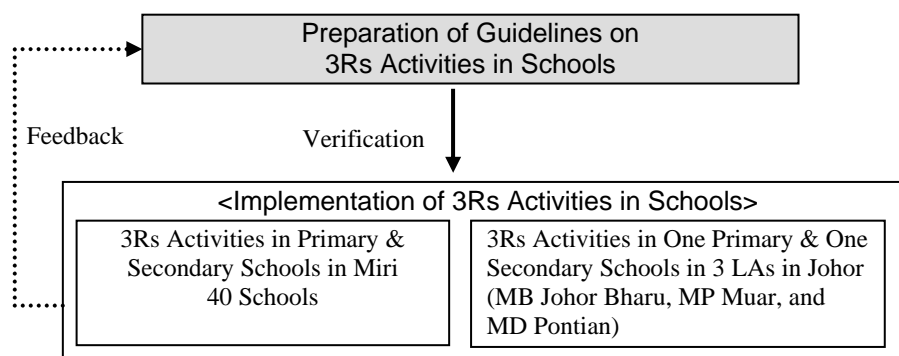 Preparation of Guidelines on
3Rs Activities in Schools
Feedback
Verification
<Implementation of 3Rs Activities in Schools>
3Rs Activities in Primary &
Secondary Schools in Miri
40 Schools
3Rs Activities in One Primary & One
Secondary Schools in 3 LAs in Johor
(MB Johor Bharu, MP Muar, and
MD Pontian)